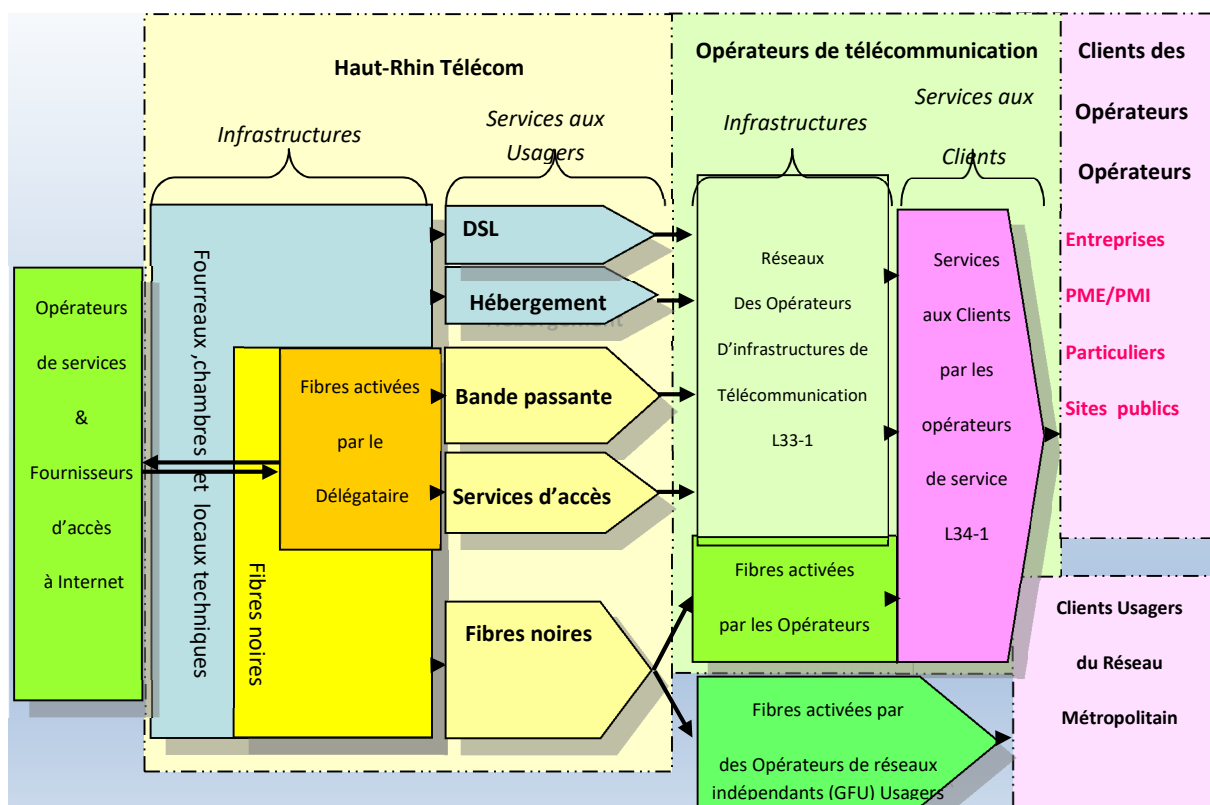 Haut-Rhin Télécom
Infrastructures
Services aux
Usagers
Opérateurs de télécommunication
Infrastructures
Services aux
Clients
Clients des
Opérateurs
Opérateurs
Entreprises
PME/PMI
Particuliers
Sites publics
Opérateurs
de services
&
Fournisseurs
d'accès
à Internet
Fourreaux ,chambres et locaux techniques
Fibres noires
Fibres activées
par le
Délégataire
DSL
Hébergement
Bande passante
Services d'accès
Fibres noires
Réseaux
Des Opérateurs
D'infrastructures de
Télécommunication
L33-1
Fibres activées
par les Opérateurs
Services
aux Clients
par les
opérateurs
de service
L34-1
Fibres activées par
des Opérateurs de réseaux
indépendants (GFU) Usagers
Clients Usagers
du Réseau
Métropolitain